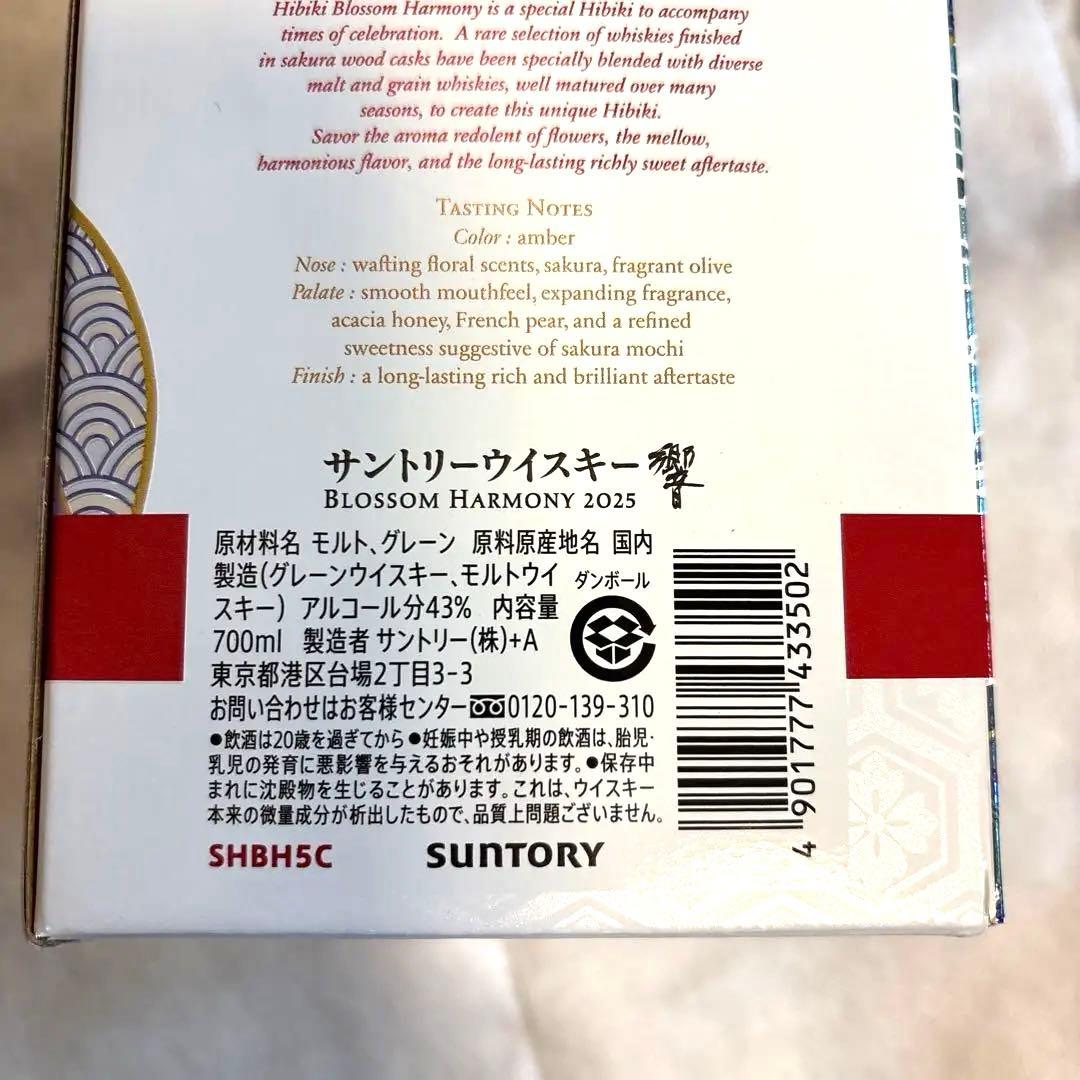 Hibiki Blossom Harmony is a special Hibiki to accompany
times of celebration. A rare selection of whiskies finished
in sakura wood casks have been specially blended with diverse
malt and grain whiskies, well matured over many
seasons, to create this unique Hibiki.
Savor the aroma redolent of flowers, the mellow,
harmonious flavor, and the long-lasting richly sweet aftertaste.
TASTING NOTES
Color : amber
Nose : wafting floral scents, sakura, fragrant olive
Palate : smooth mouthfeel, expanding fragrance,
acacia honey, French pear, and a refined
sweetness suggestive of sakura mochi
Finish : a long-lasting rich and brilliant aftertaste
サントリーウイスキー 響
BLOSSOM HARMONY 2025
原材料名 モルト、グレーン 原料原産地名 国内
製造(グレーンウイスキー、モルトウイ
スキー) アルコール分43% 内容量
700ml 製造者 サントリー(株)+A
東京都港区台場2丁目3-3
ダンボール
お問い合わせはお客様センター 0120-139-310
●飲酒は20歳を過ぎてから ●妊娠中や授乳期の飲酒は、胎児・
乳児の発育に悪影響を与えるおそれがあります。●保存中
まれに沈殿物を生じることがあります。これは、ウイスキー
本来の微量成分が析出したもので、品質上問題ございません。
SHBH5C
SUNTORY
4 901777 433502